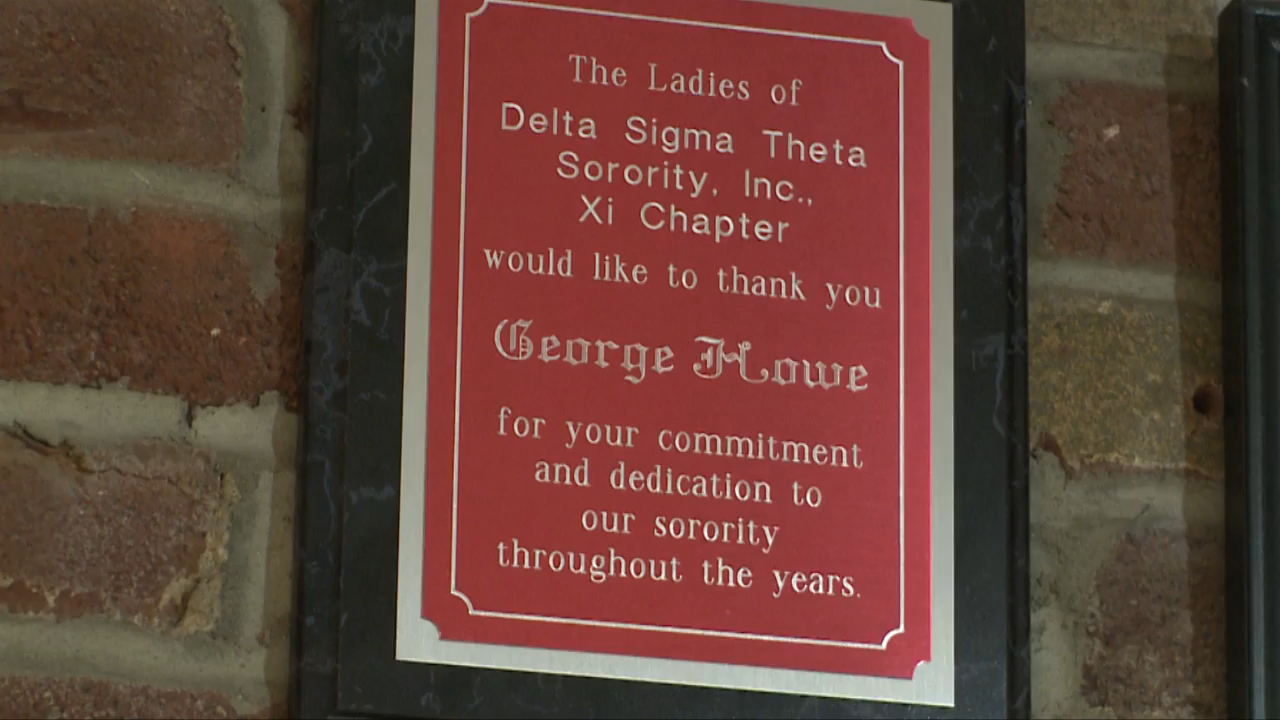 The Ladies of
Delta Sigma Theta
Sorority, Inc.,
Xi Chapter
would like to thank you
George Howe
for your commitment
and dedication to
our sorority
throughout the years.